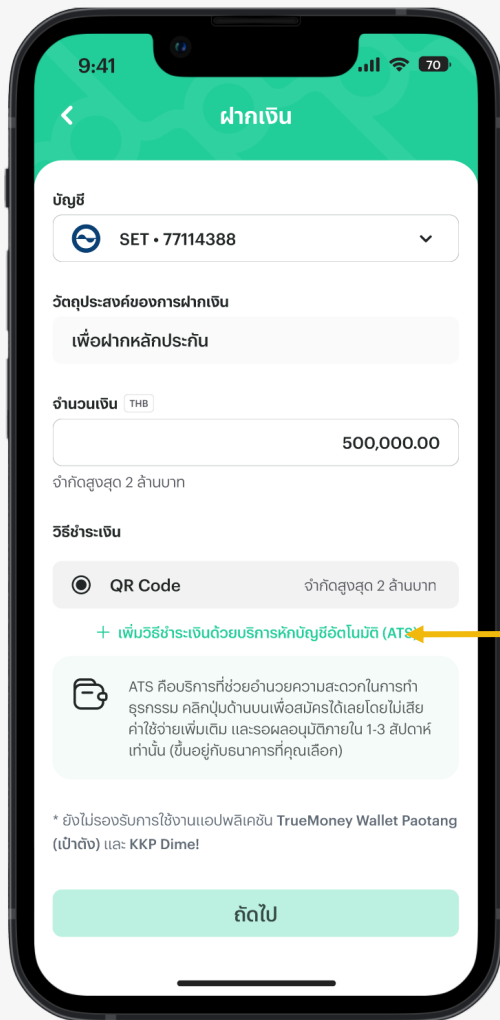 9:41
70
ฝากเงิน
บัญชี
SET • 77114388
วัตถุประสงค์ของการฝากเงิน
เพื่อฝากหลักประกัน
จำนวนเงิน THB
500,000.00
จำกัดสูงสุด 2 ล้านบาท
วิธีชำระเงิน
QR Code จำกัดสูงสุด 2 ล้านบาท
+ เพิ่มวิธีชำระเงินด้วยบริการหักบัญชีอัตโนมัติ (ATS)
ATS คือบริการที่ช่วยอำนวยความสะดวกในการทำ
ธุรกรรม คลิกปุ่มด้านบนเพื่อสมัครได้เลยโดยไม่เสีย
ค่าใช้จ่ายเพิ่มเติม และรอผลอนุมัติภายใน 1-3 สัปดาห์
เท่านั้น (ขึ้นอยู่กับธนาคารที่คุณเลือก)
* ยังไม่รองรับการใช้งานแอปพลิเคชัน TrueMoney Wallet Paotang
(เป๋าตัง) และ KKP Dime!
ถัดไป